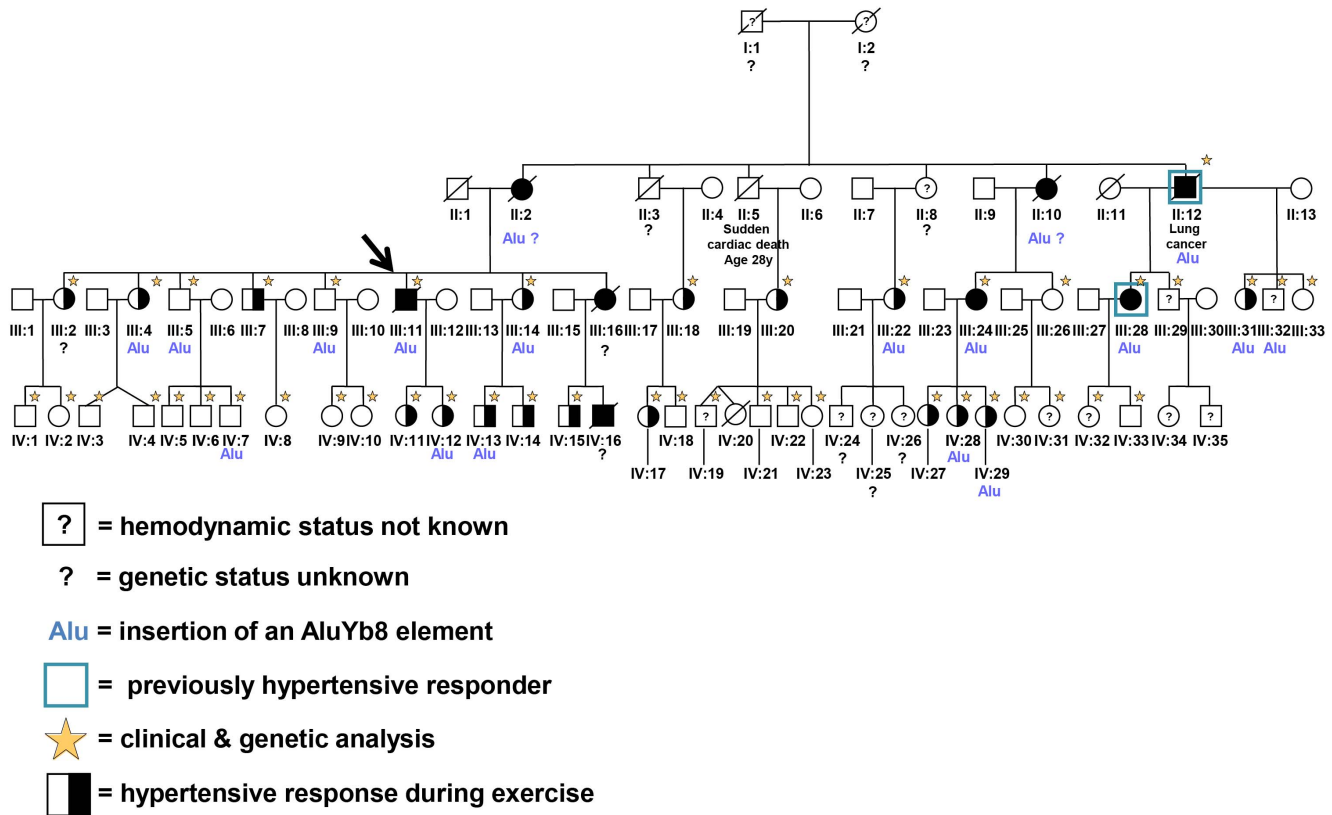 ? ?
I:1 I:2
? ?
?
II:1 II:2 II:3 II:4 II:5 II:6 II:7 II:8 II:9 II:10 II:11 II:12 II:13
Alu ? ? Sudden cardiac death Age 28y ? Alu ? Lung cancer Alu
? ?
III:1 III:2 III:3 III:4 III:5 III:6 III:7 III:8 III:9 III:10 III:11 III:12 III:13 III:14 III:15 III:16 III:17 III:18 III:19 III:20 III:21 III:22 III:23 III:24 III:25 III:26 III:27 III:28 III:29 III:30 III:31 III:32 III:33
? Alu Alu Alu Alu Alu ? Alu Alu Alu Alu Alu
? ? ? ? ? ? ? ?
IV:1 IV:2 IV:3 IV:4 IV:5 IV:6 IV:7 IV:8 IV:9 IV:10 IV:11 IV:12 IV:13 IV:14 IV:15 IV:16 IV:18 IV:20 IV:22 IV:24 IV:26 IV:28 IV:30 IV:31 IV:32 IV:33 IV:34 IV:35
Alu Alu Alu ? ? ? Alu
IV:17 IV:19 IV:21 IV:23 IV:25 IV:27 IV:29
? Alu
? = hemodynamic status not known
? = genetic status unknown
Alu = insertion of an AluYb8 element
= previously hypertensive responder
= clinical & genetic analysis
= hypertensive response during exercise